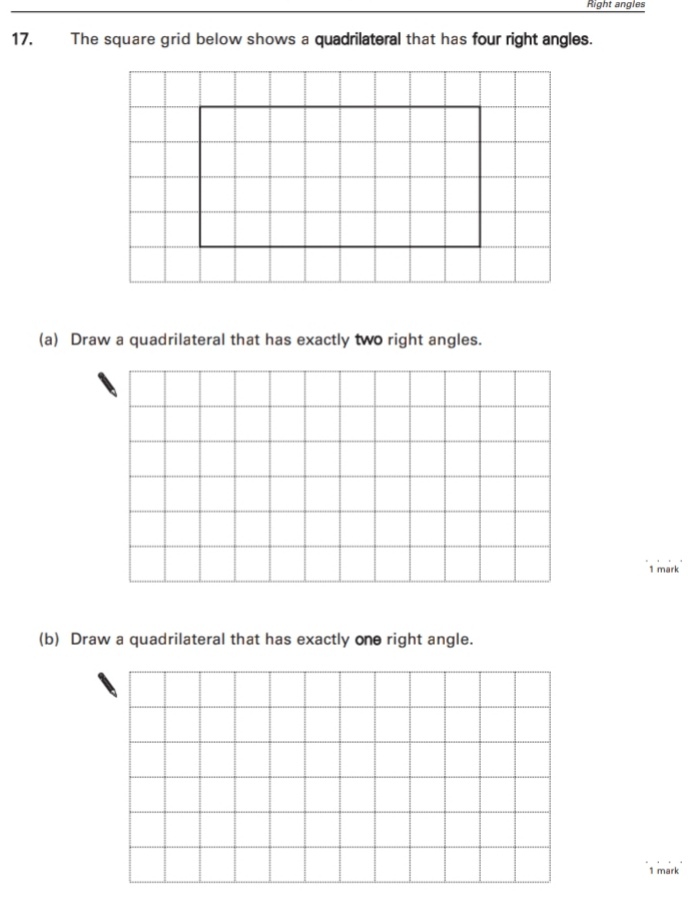 Right angles
17. The square grid below shows a quadrilateral that has four right angles.
(a) Draw a quadrilateral that has exactly two right angles.
1 mark
(b) Draw a quadrilateral that has exactly one right angle.
1 mark